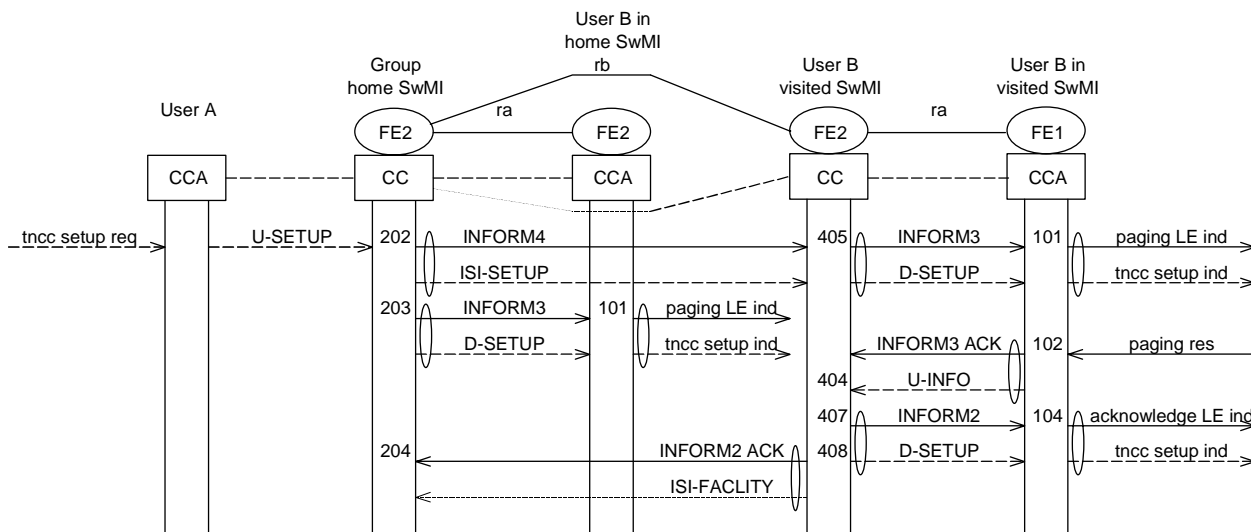 User B in
home SwMI
rb
Group
home SwMI
User B
visited SwMI
User B in
visited SwMI
User A
ra
ra
FE2
FE2
FE2
FE1
CCA
CC
CCA
CC
CCA
tncc setup req
U-SETUP
202
INFORM4
405
INFORM3
101
paging LE ind
ISI-SETUP
D-SETUP
tncc setup ind
203
INFORM3
101
paging LE ind
D-SETUP
tncc setup ind
INFORM3 ACK
102
paging res
404
U-INFO
407
INFORM2
104
acknowledge LE ind
204
INFORM2 ACK
408
D-SETUP
tncc setup ind
ISI-FACLITY